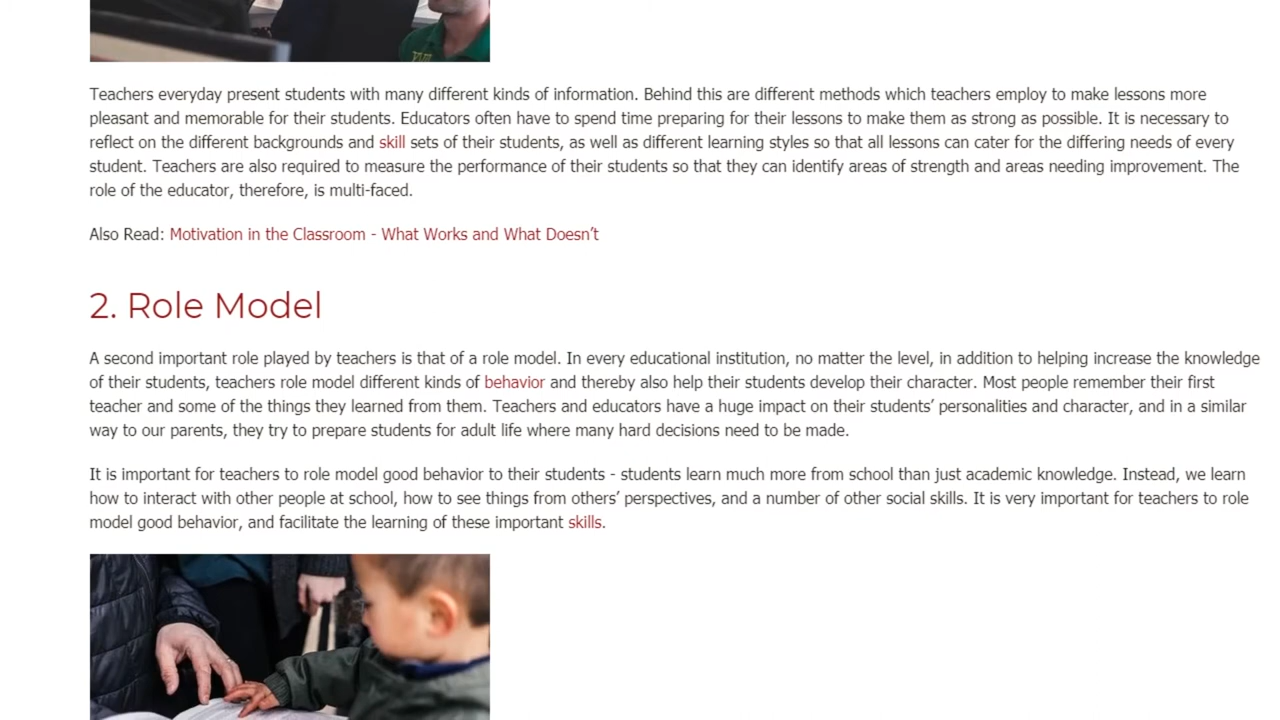 Teachers everyday present students with many different kinds of information. Behind this are different methods which teachers employ to make lessons more
pleasant and memorable for their students. Educators often have to spend time preparing for their lessons to make them as strong as possible. It is necessary to
reflect on the different backgrounds and skill sets of their students, as well as different learning styles so that all lessons can cater for the differing needs of every
student. Teachers are also required to measure the performance of their students so that they can identify areas of strength and areas needing improvement. The
role of the educator, therefore, is multi-faced.
Also Read: Motivation in the Classroom - What Works and What Doesn’t
2. Role Model
A second important role played by teachers is that of a role model. In every educational institution, no matter the level, in addition to helping increase the knowledge
of their students, teachers role model different kinds of behavior and thereby also help their students develop their character. Most people remember their first
teacher and some of the things they learned from them. Teachers and educators have a huge impact on their students’ personalities and character, and in a similar
way to our parents, they try to prepare students for adult life where many hard decisions need to be made.
It is important for teachers to role model good behavior to their students - students learn much more from school than just academic knowledge. Instead, we learn
how to interact with other people at school, how to see things from others’ perspectives, and a number of other social skills. It is very important for teachers to role
model good behavior, and facilitate the learning of these important skills.